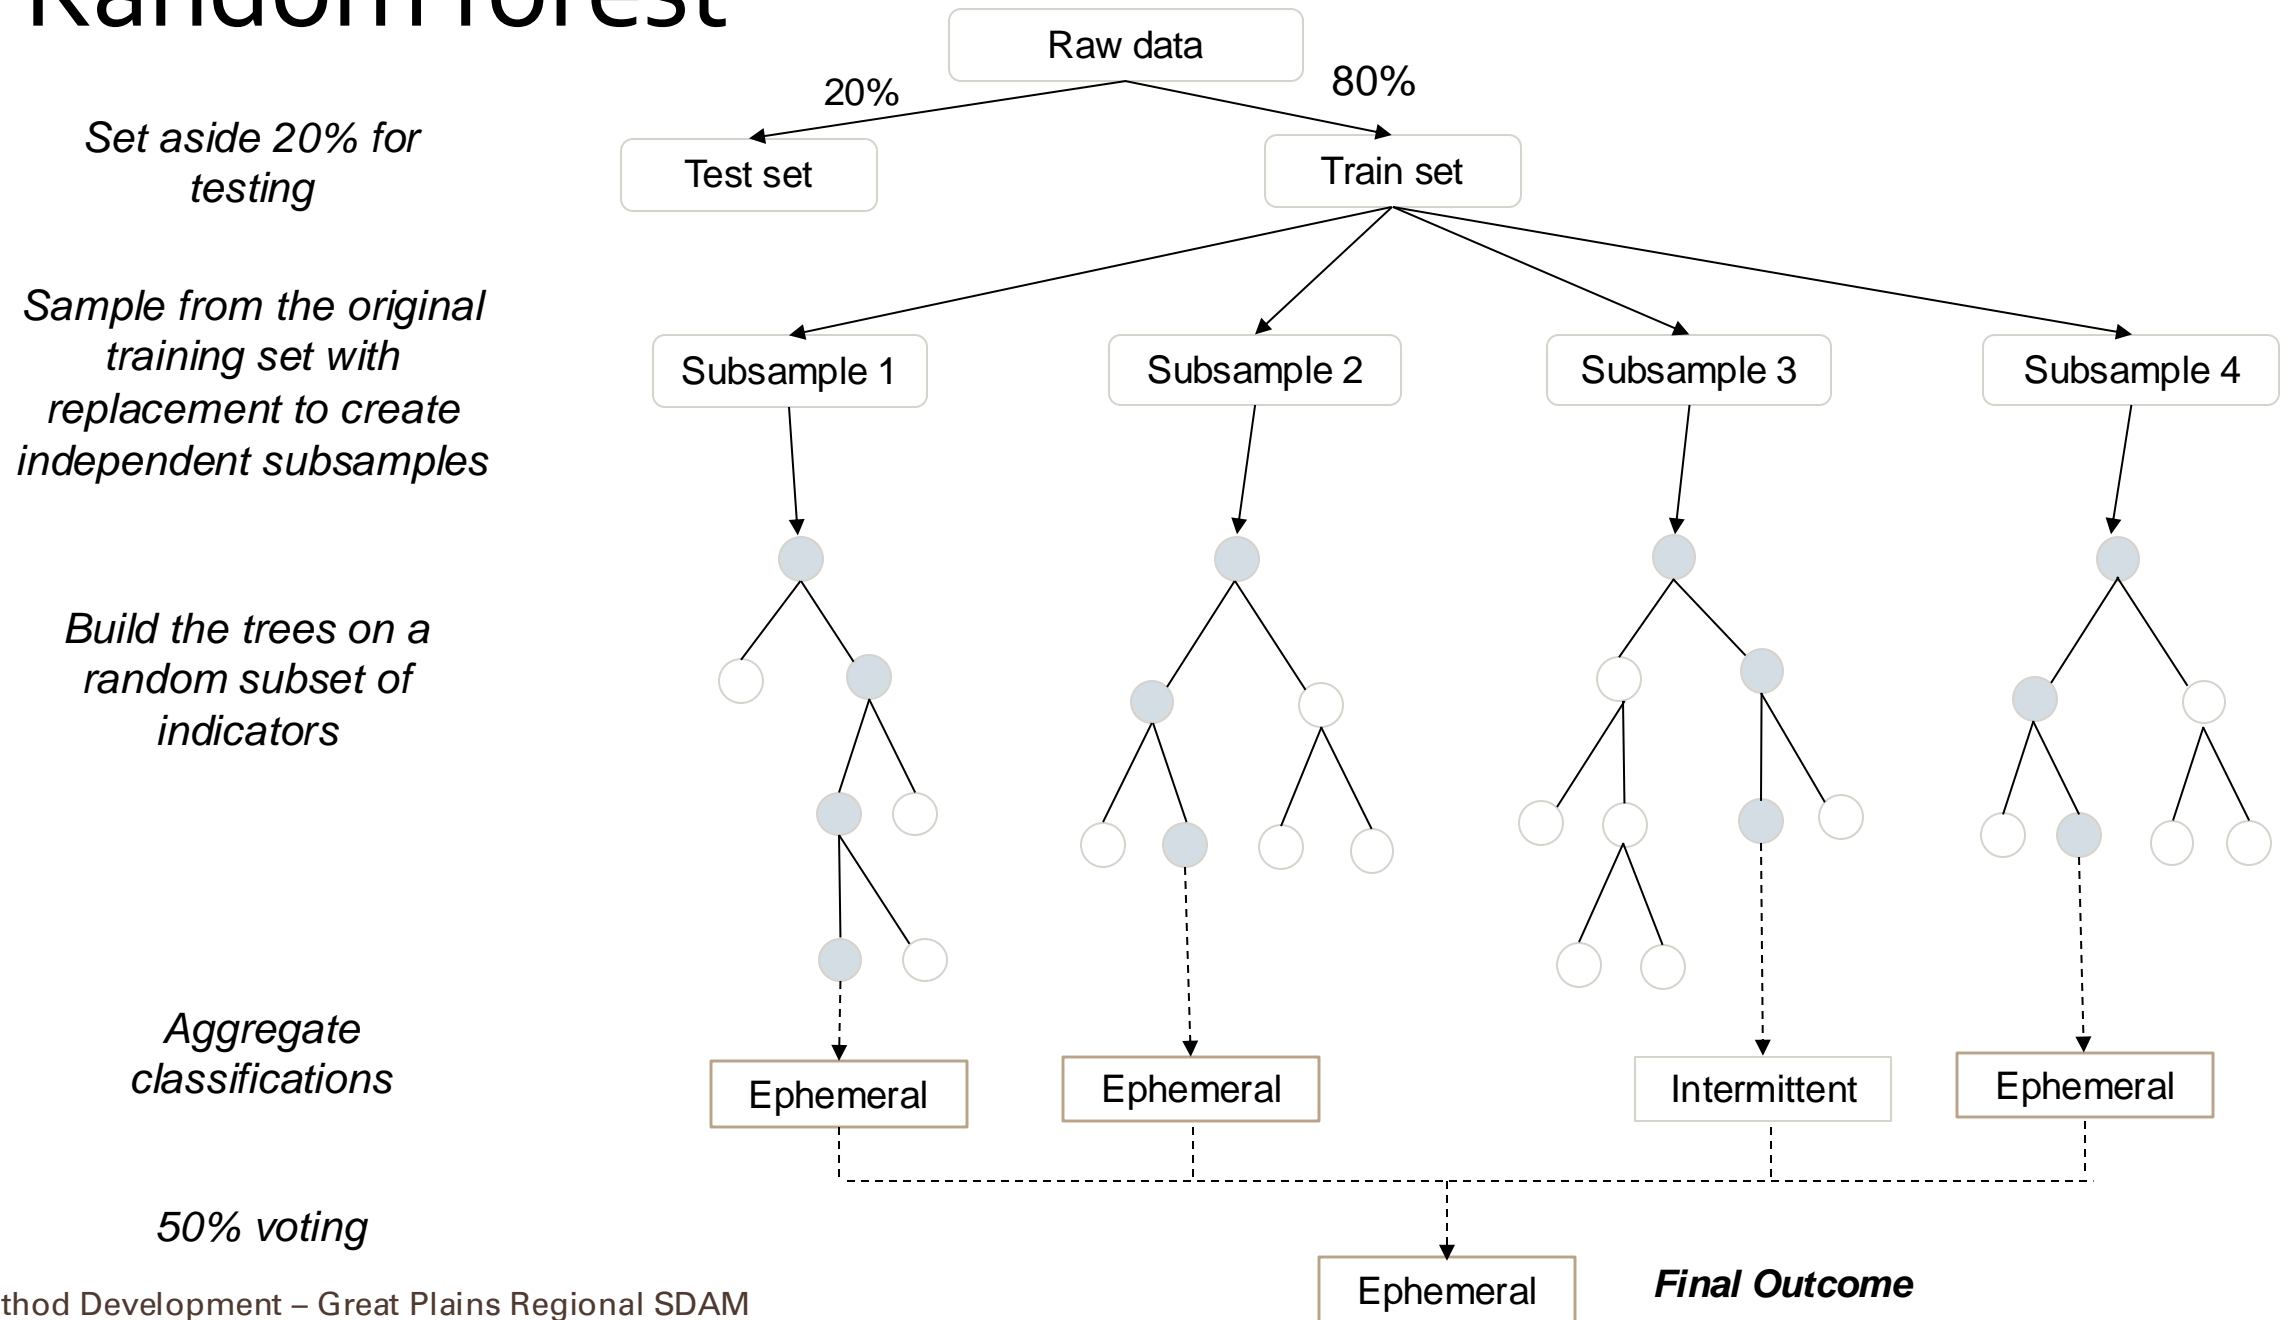 Random forest
Raw data
20%
80%
Set aside 20% for
testing
Test set
Train set
Sample from the original
training set with
replacement to create
independent subsamples
Subsample 1
Subsample 2
Subsample 3
Subsample 4
Build the trees on a
random subset of
indicators
Aggregate
classifications
Ephemeral
Ephemeral
Intermittent
Ephemeral
50% voting
Ephemeral
Final Outcome
thod Development – Great Plains Regional SDAM